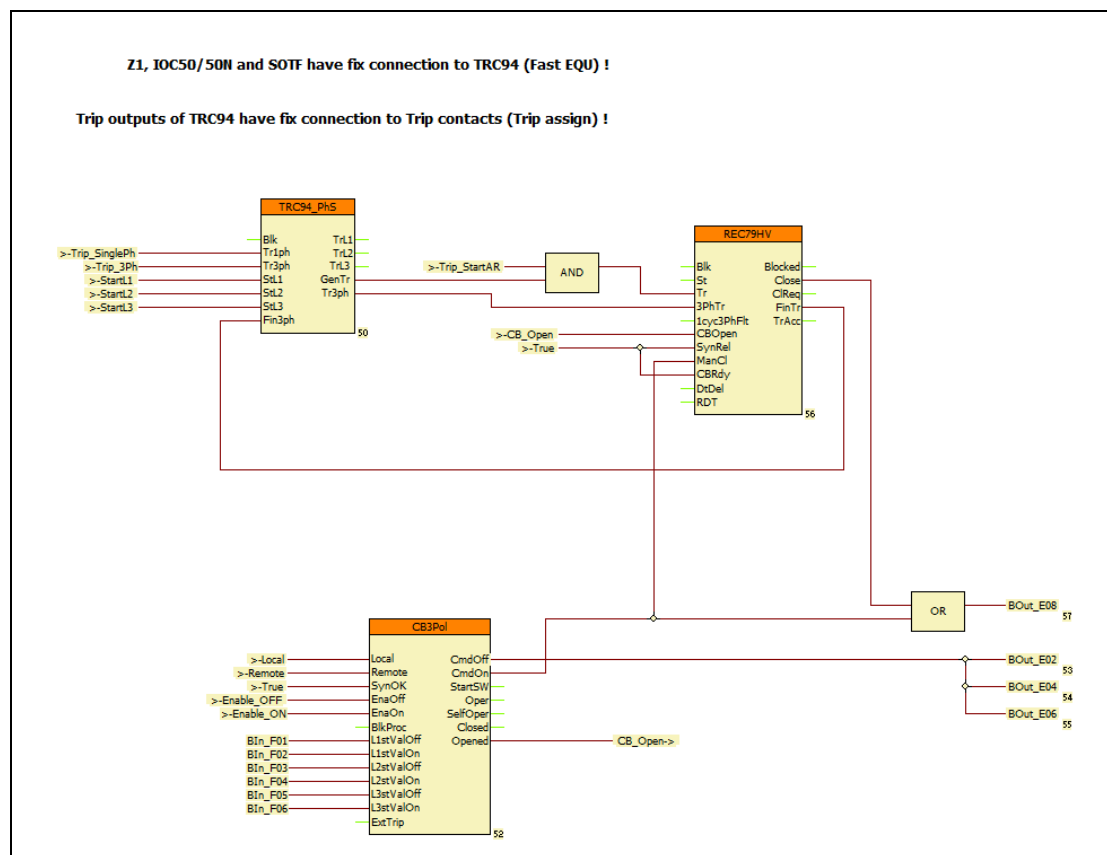 Z1, IOC50/50N and SOTF have fix connection to TRC94 (Fast EQU) !
Trip outputs of TRC94 have fix connection to Trip contacts (Trip assign) !
TRC94_PhS
Blk TrL1
>-Trip_SinglePh Tr1ph TrL2
>-Trip_3Ph Tr3ph TrL3
>-StartL1 StL1 GenTr
>-StartL2 StL2 Tr3ph
>-StartL3 StL3
Fin3ph
50
>-Trip_StartAR
AND
REC79HV
Blk Blocked
St Close
Tr ClReq
3PhTr FinTr
1cyc3PhFlt TrAcc
>-CB_Open CBOpen
>-True SynRel
ManCl
CBRdy
DtDel
RDT
56
OR
BOut_E08
57
CB3Pol
>-Local Local CmdOff
>-Remote Remote CmdOn
>-True SynOK StartSW
>-Enable_OFF EnaOff Oper
>-Enable_ON EnaOn SelfOper
BlkProc Closed
BIn_F01 L1stValOff Opened
BIn_F02 L1stValOn
BIn_F03 L2stValOff
BIn_F04 L2stValOn
BIn_F05 L3stValOff
BIn_F06 L3stValOn
ExtTrip
52
CB_Open->
BOut_E02
53
BOut_E04
54
BOut_E06
55